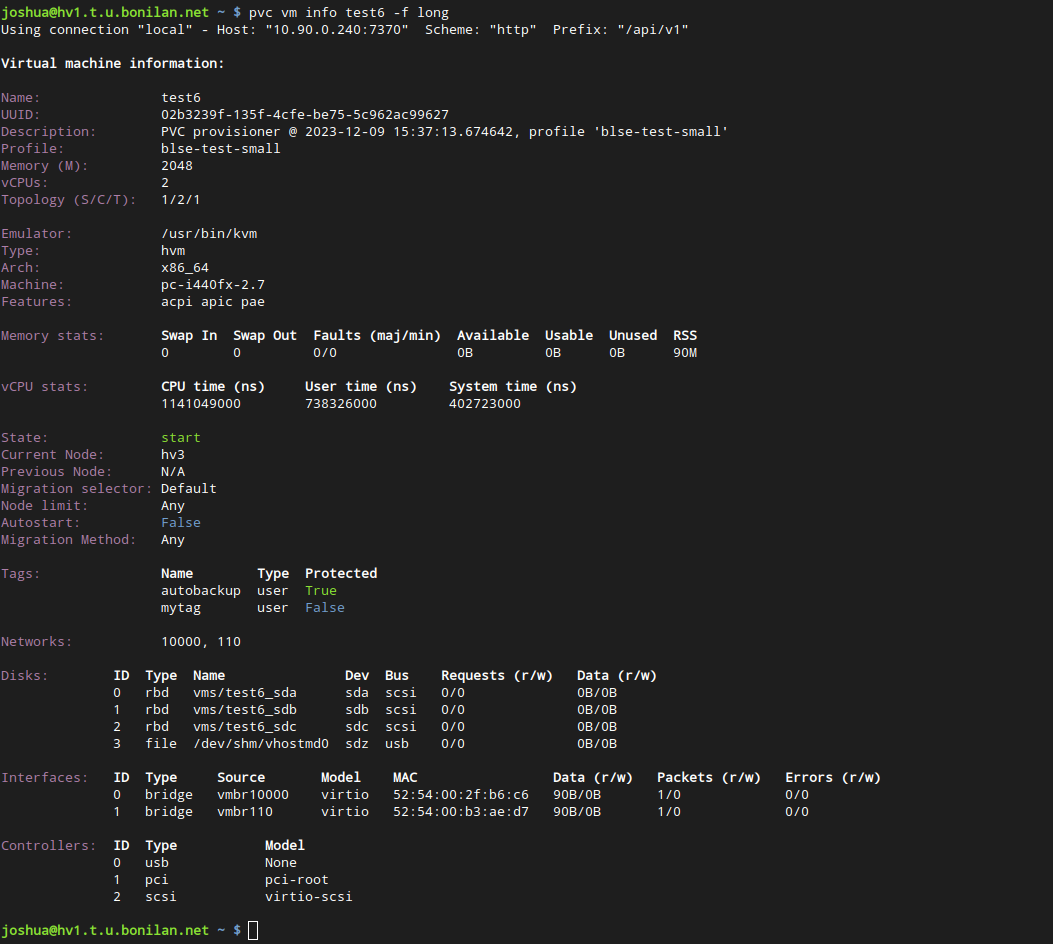 joshua@hv1.t.u.bonilan.net ~ $ pvc vm info test6 -f long
Using connection "local" - Host: "10.90.0.240:7370"  Scheme: "http"  Prefix: "/api/v1"
Virtual machine information:
Name:               test6
UUID:               02b3239f-135f-4cfe-be75-5c962ac99627
Description:        PVC provisioner @ 2023-12-09 15:37:13.674642, profile 'blse-test-small'
Profile:            blse-test-small
Memory (M):         2048
vCPUs:              2
Topology (S/C/T):   1/2/1
Emulator:           /usr/bin/kvm
Type:               hvm
Arch:               x86_64
Machine:            pc-i440fx-2.7
Features:           acpi apic pae
Memory stats:       Swap In  Swap Out  Faults (maj/min)  Available  Usable  Unused  RSS
                    0        0         0/0               0B         0B      0B      90M
vCPU stats:         CPU time (ns)     User time (ns)    System time (ns)
                    1141049000        738326000         402723000
State:              start
Current Node:       hv3
Previous Node:      N/A
Migration selector: Default
Node limit:         Any
Autostart:          False
Migration Method:   Any
Tags:               Name        Type  Protected
                    autobackup  user  True
                    mytag       user  False
Networks:           10000, 110
Disks:        ID  Type  Name               Dev  Bus    Requests (r/w)   Data (r/w)
              0   rbd   vms/test6_sda      sda  scsi   0/0              0B/0B
              1   rbd   vms/test6_sdb      sdb  scsi   0/0              0B/0B
              2   rbd   vms/test6_sdc      sdc  scsi   0/0              0B/0B
              3   file  /dev/shm/vhostmd0  sdz  usb    0/0              0B/0B
Interfaces:   ID  Type     Source       Model    MAC                 Data (r/w)   Packets (r/w)   Errors (r/w)
              0   bridge   vmbr10000    virtio   52:54:00:2f:b6:c6   90B/0B       1/0             0/0
              1   bridge   vmbr110      virtio   52:54:00:b3:ae:d7   90B/0B       1/0             0/0
Controllers:  ID  Type           Model
              0   usb            None
              1   pci            pci-root
              2   scsi           virtio-scsi
joshua@hv1.t.u.bonilan.net ~ $